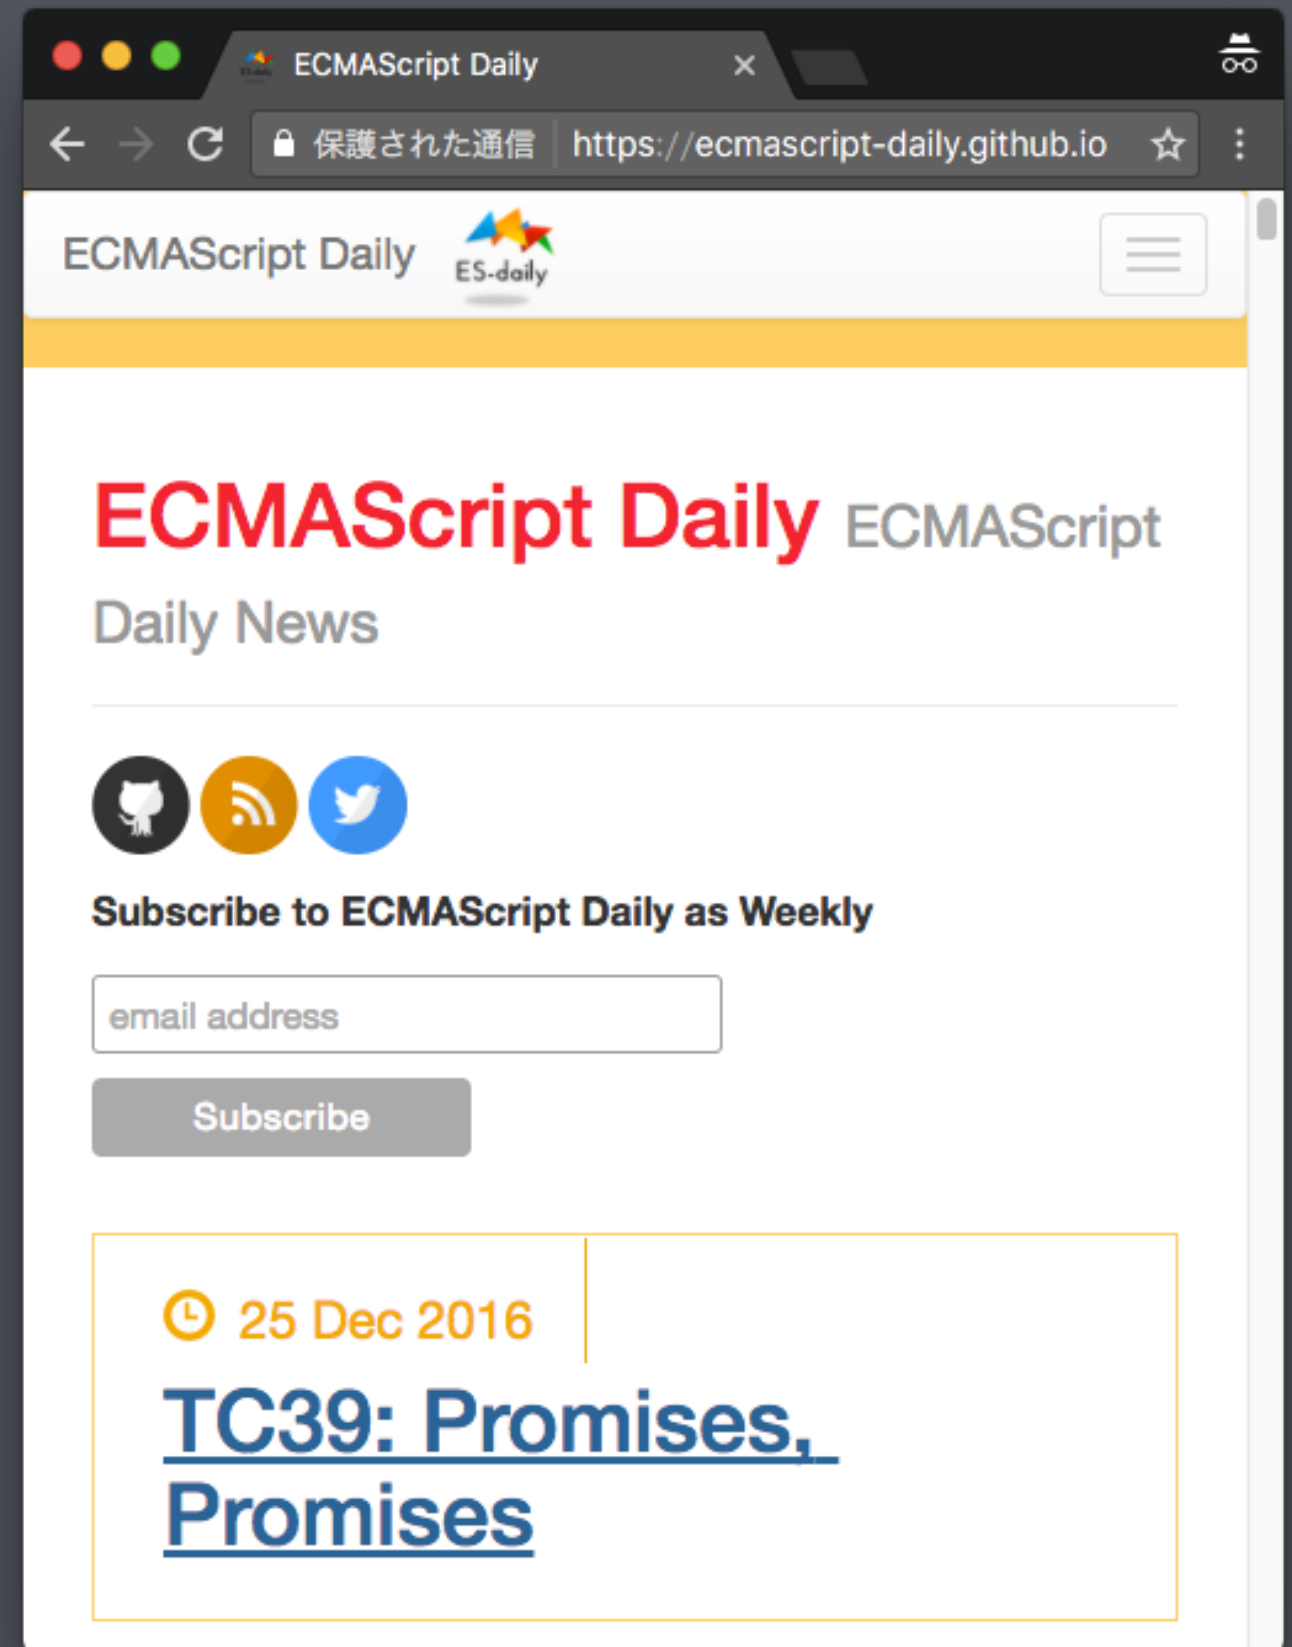 ECMAScript Daily
保護された通信 https://ecmascript-daily.github.io
ECMAScript Daily
ES-daily
ECMAScript Daily ECMAScript
Daily News
Subscribe to ECMAScript Daily as Weekly
email address
Subscribe
25 Dec 2016
TC39: Promises,
Promises